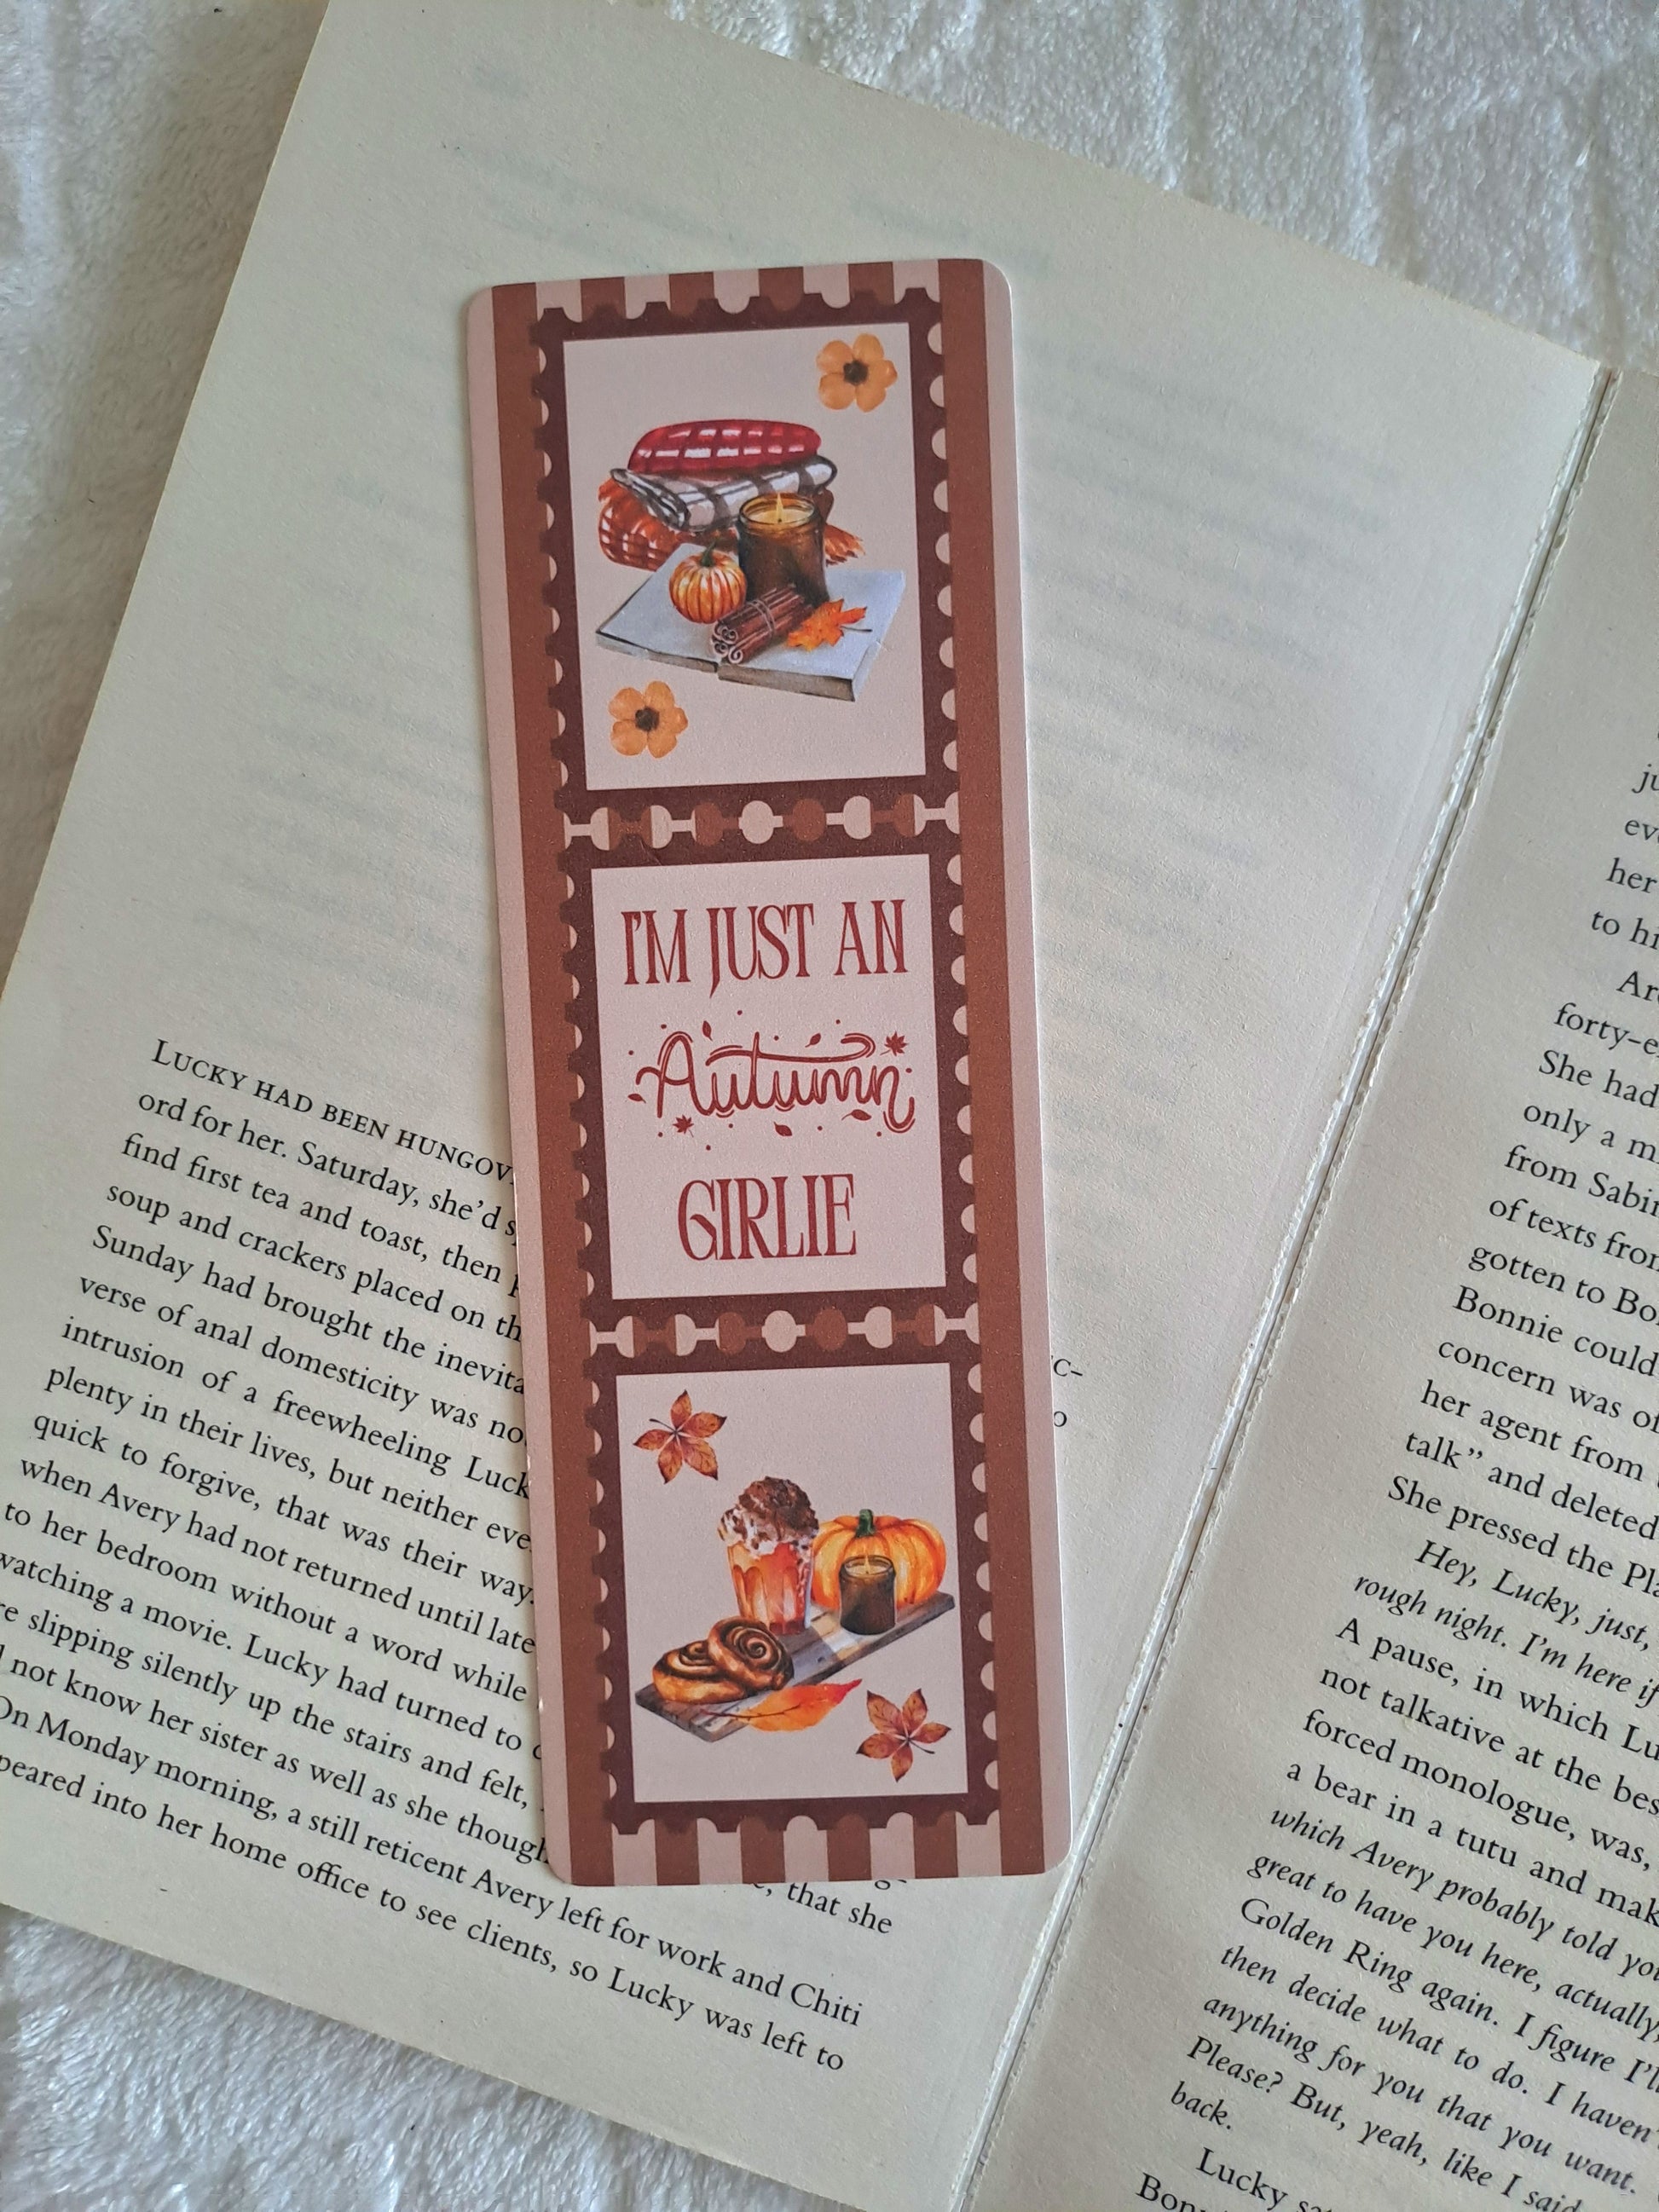 I'M JUST AN
Autumn
GIRLIE
LUCKY HAD BEEN HUNGOV
ord for her. Saturday, she'd
find first tea and toast, then
soup and crackers placed on th
Sunday had brought the inevita
verse of anal domesticity was no
intrusion of a freewheeling Luck
plenty in their lives, but neither eve
quick to forgive, that was their way.
when Avery had not returned until late
to her bedroom without a word while
watching a movie. Lucky had turned to
re slipping silently up the stairs and felt,
not know her sister as well as she though
, that she
On Monday morning, a still reticent Avery left for work and Chiti
peared into her home office to see clients, so Lucky was left to
ju
eve
her
to hi
Are
forty-e
She had
only a m
from Sabin
of texts from
gotten to Bo
Bonnie could
concern was of
her agent from
talk" and deleted
She pressed the Pla
Hey, Lucky, just,
rough night. I'm here if
A pause, in which Lu
not talkative at the bes
forced monologue, was,
a bear in a tutu and mak
which Avery probably told you
great to have you here, actually,
Golden Ring again. I figure I'll
then decide what to do. I haven't
anything for you that you want.
Please? But, yeah, like I said
back.
Lucky sa
Bonn